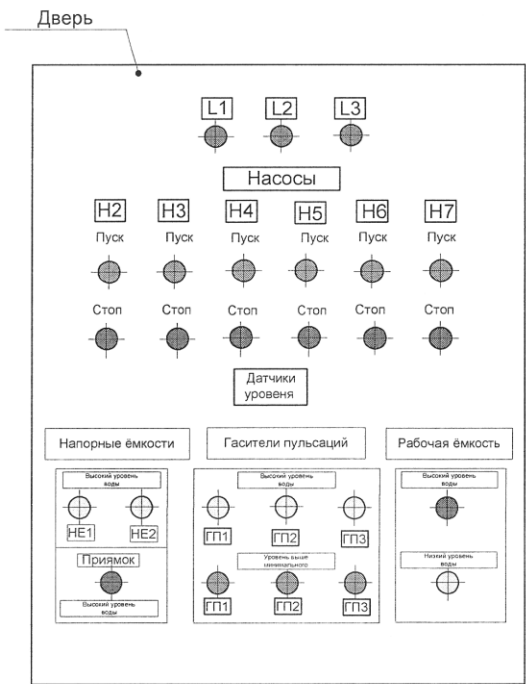 Дверь
L1 L2 L3
Насосы
Н2 Н3 Н4 Н5 Н6 Н7
Пуск Пуск Пуск Пуск Пуск Пуск
Стоп Стоп Стоп Стоп Стоп Стоп
Датчики
уровеня
Напорные ёмкости
Гасители пульсаций
Рабочая ёмкость
Высокий уровень
воды
НЕ1 НЕ2
Приямок
Высокий уровень
воды
Высокий уровень
воды
ГП1 ГП2 ГП3
Уровень выше
минимального
ГП1 ГП2 ГП3
Высокий уровень
воды
Низкий уровень
воды